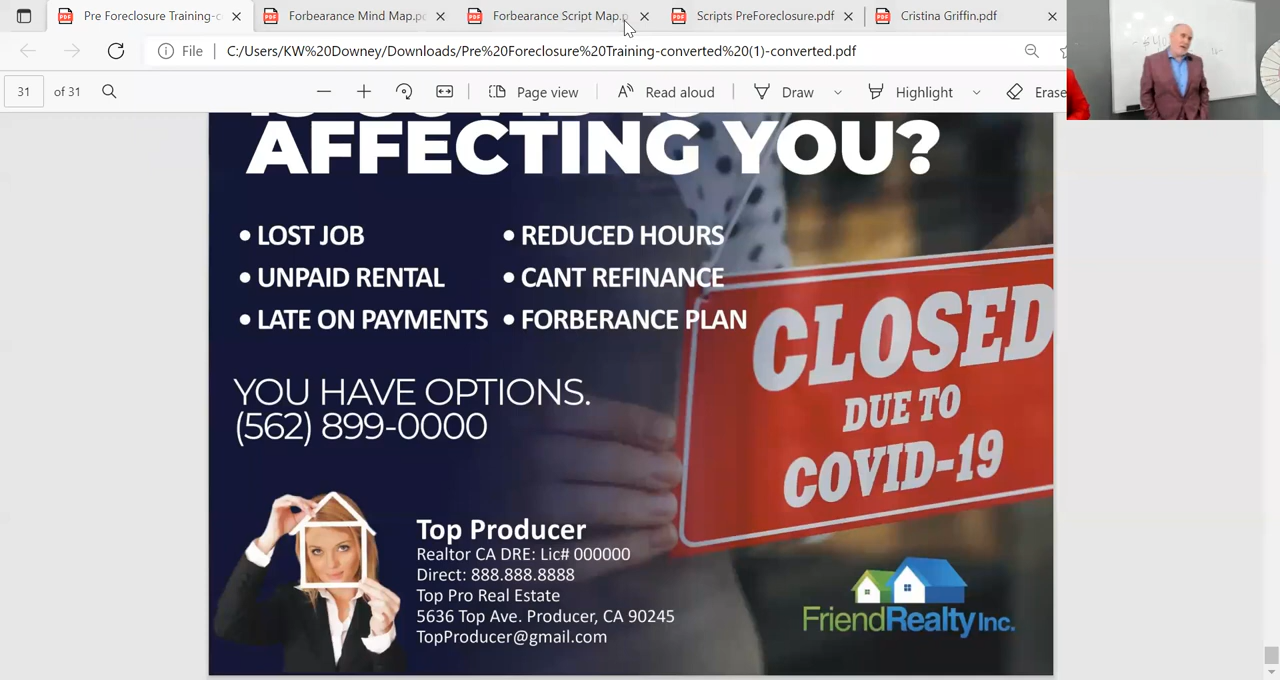 Pre Foreclosure Training-c
Forbearance Mind Map.pdf
Forbearance Script Map.p
Scripts PreForeclosure.pdf
Cristina Griffin.pdf
File
C:/Users/KW%20Downey/Downloads/Pre%20Foreclosure%20Training-converted%20(1)-converted.pdf
31 of 31
Page view
Read aloud
Draw
Highlight
Erase
AFFECTING YOU?
• LOST JOB
• REDUCED HOURS
• UNPAID RENTAL
• CANT REFINANCE
• LATE ON PAYMENTS
• FORBERANCE PLAN
YOU HAVE OPTIONS.
(562) 899-0000
CLOSED
DUE TO
COVID-19
Top Producer
Realtor CA DRE: Lic# 000000
Direct: 888.888.8888
Top Pro Real Estate
5636 Top Ave. Producer, CA 90245
TopProducer@gmail.com
FriendRealty Inc.